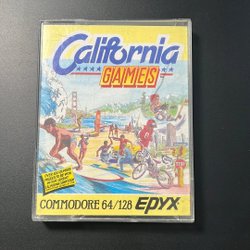 California
GAMES
COMMODORE 64/128 EPYX